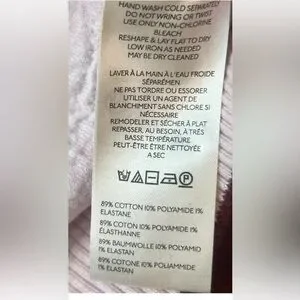 HAND WASH COLD SEPARATELY
DO NOT WRING OR TWIST
USE ONLY NON-CHLORINE
BLEACH
RESHAPE & LAY FLAT TO DRY
LOW IRON AS NEEDED
MAY BE DRY CLEANED
LAVER À LA MAIN À L'EAU FROIDE
SÉPARÉMEN
NE PAS TORDRE OU ESSORER
UTILISER UN AGENT DE
BLANCHIMENT SANS CHLORE SI
NÉCESSAIRE
REMODELER ET SÉCHER À PLAT
REPASSER, AU BESOIN, À TRÉS
BASSE TEMPÉRATURE
PEUT-ÊTRE ÊTRE NETTOYÉE
A SEC
P
89% COTTON 10% POLYAMIDE 1%
ELASTANE
89% COTON 10% POLYAMIDE 1%
ÉLASTHANNE
89% BAUMWOLLE 10% POLYAMID
1% ELASTAN
89% COTONE 10% POLIAMMIDE
1% ELASTAN